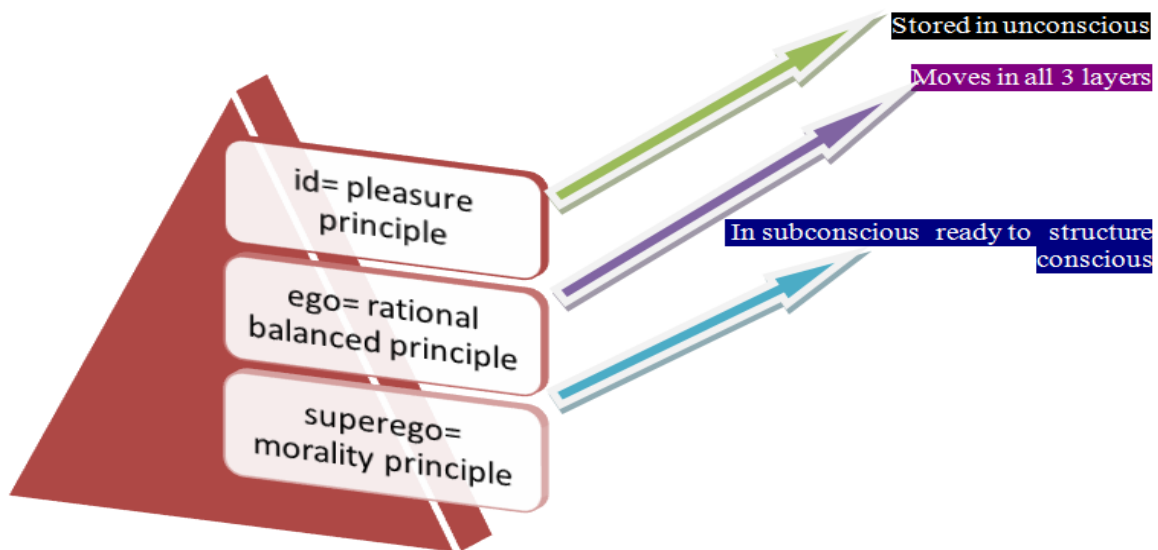 Stored in unconscious
Moves in all 3 layers
id= pleasure
principle
In subconscious ready to structure
conscious
ego= rational
balanced principle
superego=
morality principle